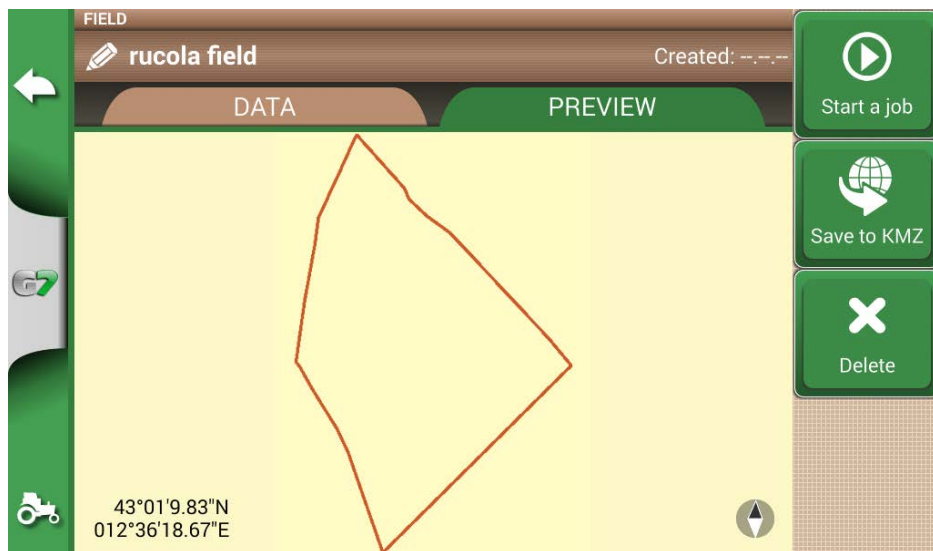 FIELD
rucola field
Created: --.--.--
DATA
PREVIEW
Start a job
Save to KMZ
Delete
G7
43°01'9.83"N
012°36'18.67"E